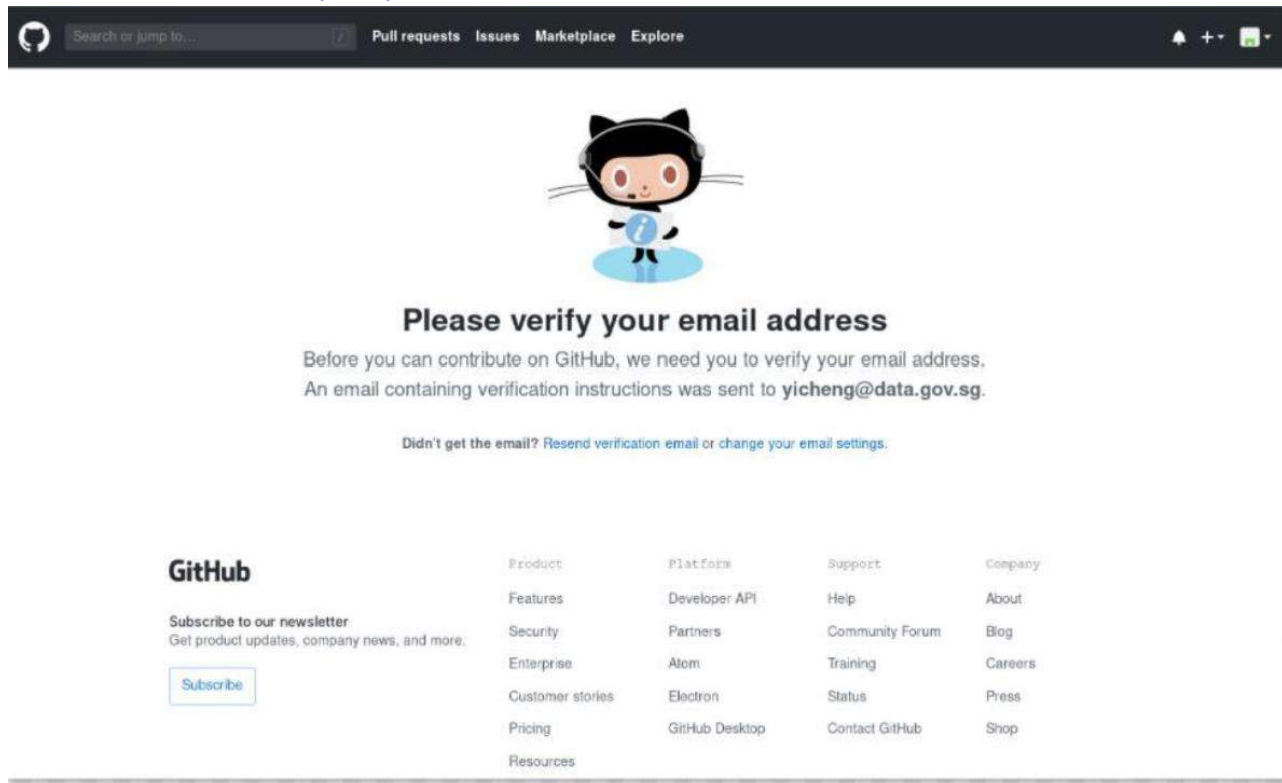 Search or jump to... /
Pull requests Issues Marketplace Explore
Please verify your email address
Before you can contribute on GitHub, we need you to verify your email address.
An email containing verification instructions was sent to yicheng@data.gov.sg.
Didn't get the email? Resend verification email or change your email settings.
GitHub
Subscribe to our newsletter
Get product updates, company news, and more.
Subscribe
Product
Features
Security
Enterprise
Customer stories
Pricing
Resources
Platform
Developer API
Partners
Atom
Electron
GitHub Desktop
Support
Help
Community Forum
Training
Status
Contact GitHub
Company
About
Blog
Careers
Press
Shop